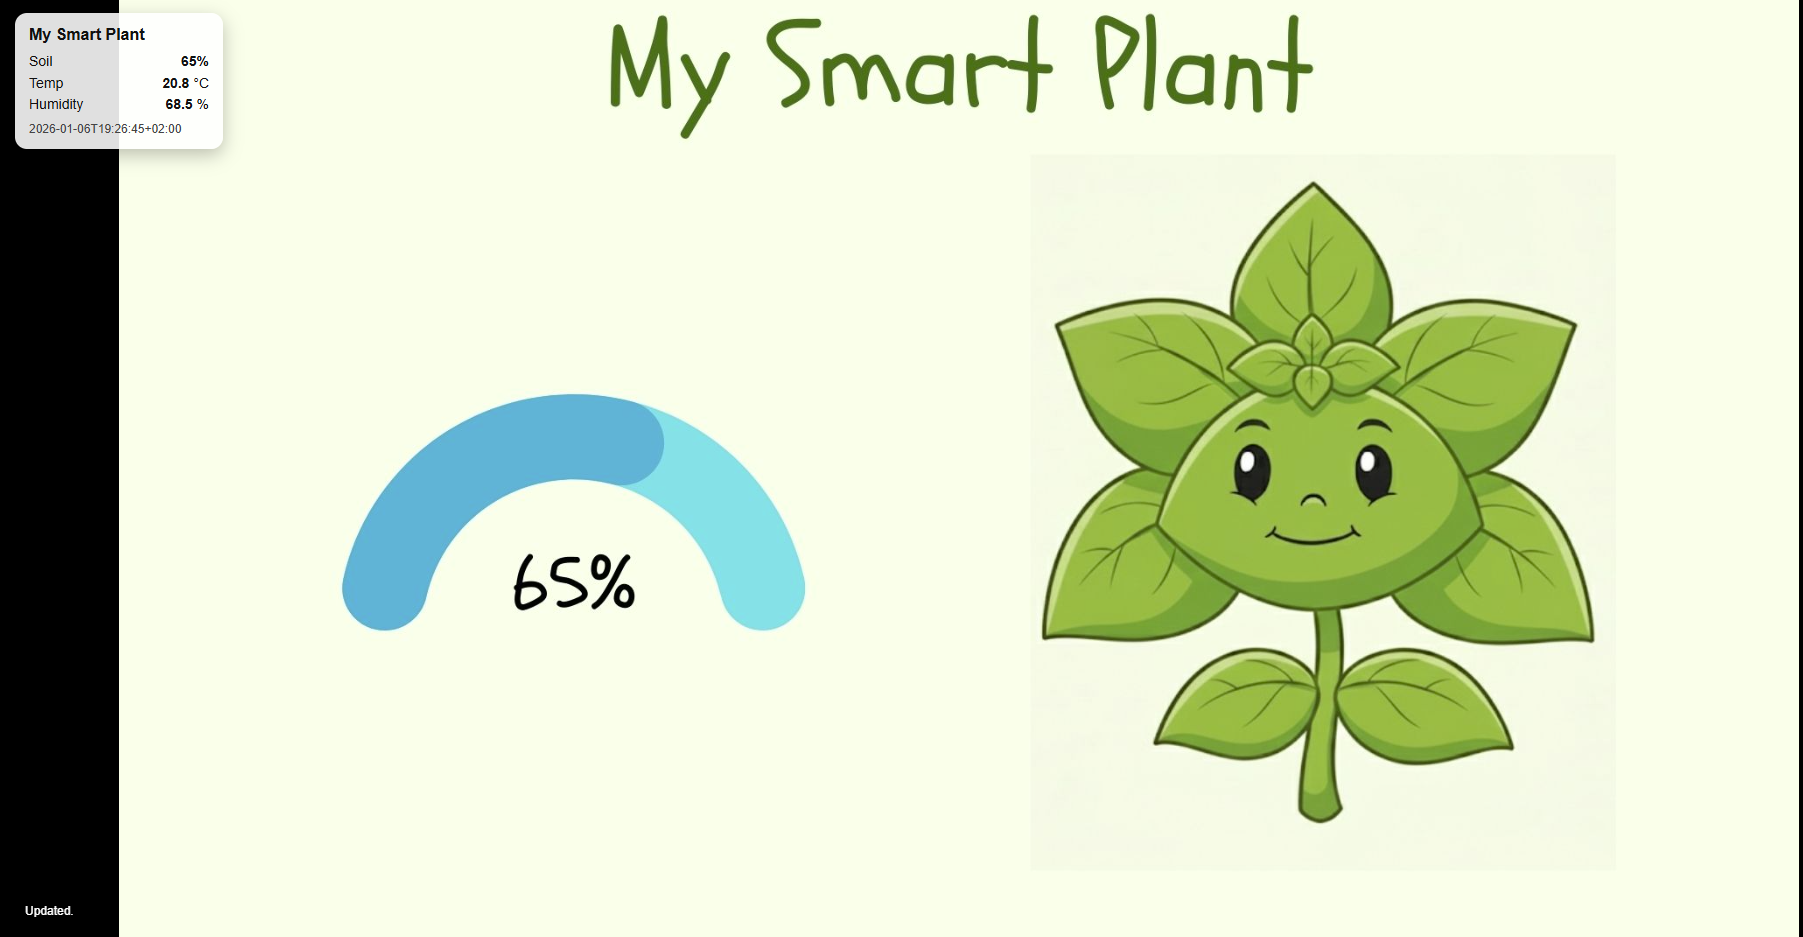 My Smart Plant
Soil 65%
Temp 20.8 °C
Humidity 68.5 %
2026-01-06T19:26:45+02:00
My Smart Plant
65%
Updated.